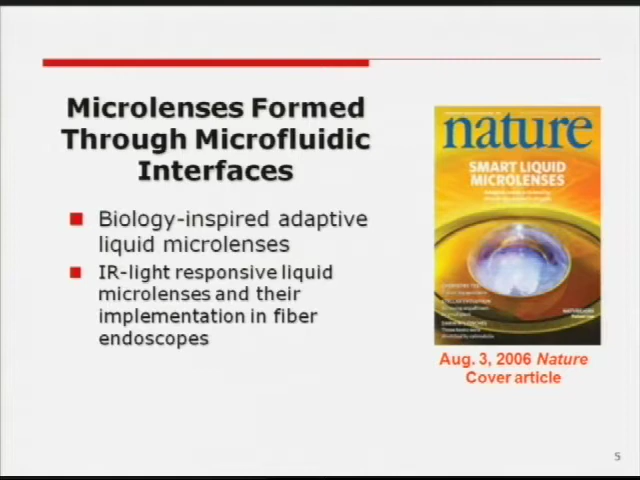 Microlenses Formed
Through Microfluidic
Interfaces
Biology-inspired adaptive
liquid microlenses
IR-light responsive liquid
microlenses and their
implementation in fiber
endoscopes
nature
SMART LIQUID
MICROLENSES
Aug. 3, 2006 Nature
Cover article
5